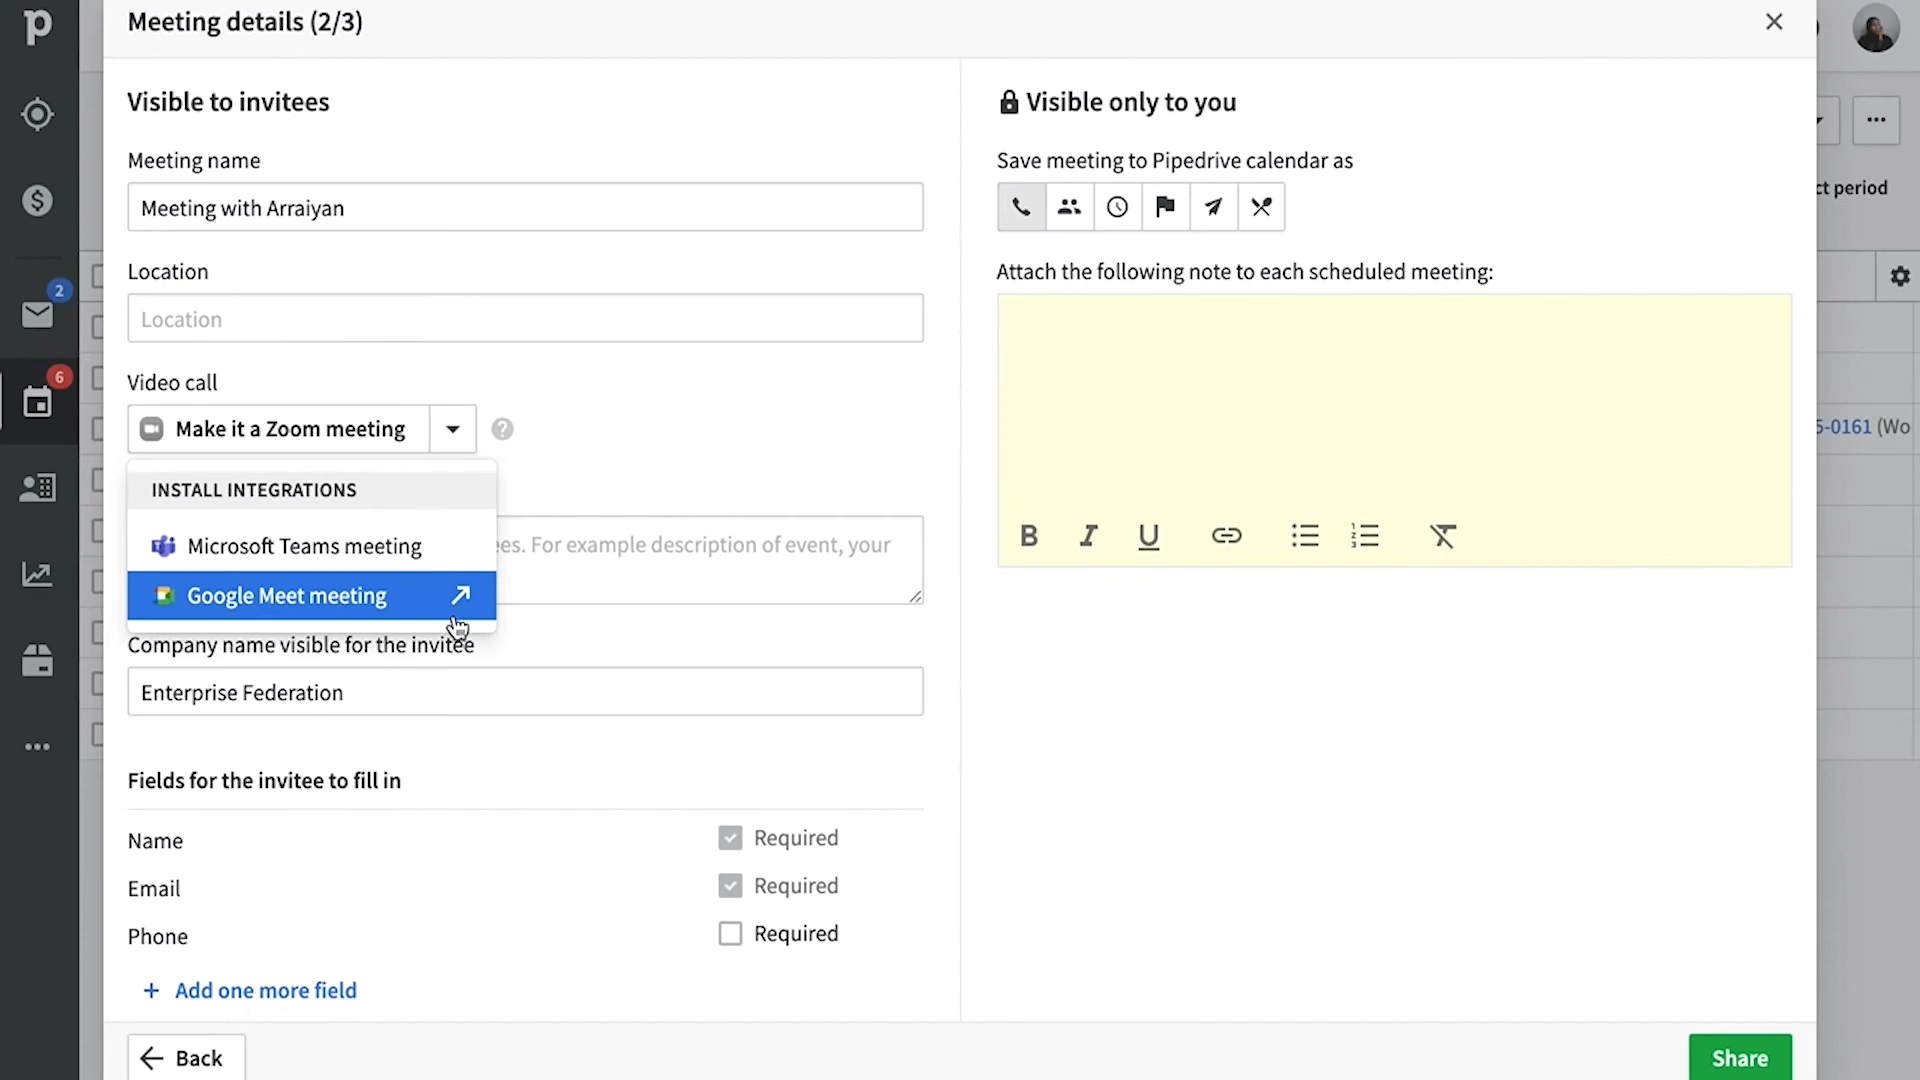 p
Meeting details (2/3)
Visible to invitees
Meeting name
Meeting with Arraiyan
Location
Location
Video call
Make it a Zoom meeting
?
INSTALL INTEGRATIONS
Microsoft Teams meeting
Google Meet meeting
ees. For example description of event, your
Company name visible for the invitee
Enterprise Federation
Fields for the invitee to fill in
Name
Required
Email
Required
Phone
Required
+ Add one more field
Back
Visible only to you
Save meeting to Pipedrive calendar as
Attach the following note to each scheduled meeting:
B I U
Share
2
6
ct period
5-0161 (Wo